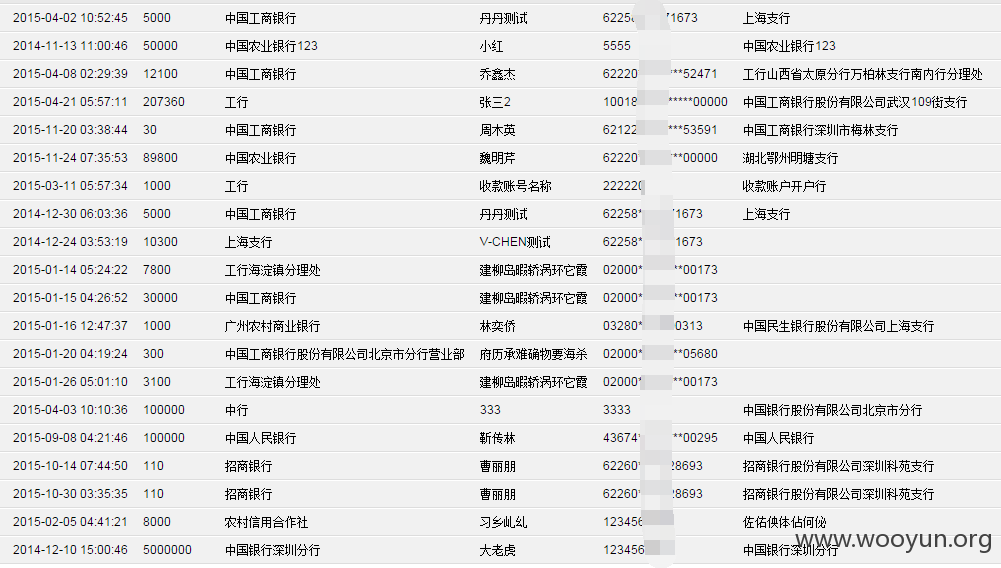 2015-04-02 10:52:45 5000 中国工商银行 丹丹测试 6225 71673 上海支行
2014-11-13 11:00:46 50000 中国农业银行123 小红 5555 中国农业银行123
2015-04-08 02:29:39 12100 中国工商银行 乔鑫杰 62220 ***52471 工行山西省太原分行万柏林支行南内行分理处
2015-04-21 05:57:11 207360 工行 张三2 10018 *****00000 中国工商银行股份有限公司武汉109街支行
2015-11-20 03:38:44 30 中国工商银行 周木英 62122 ***53591 中国工商银行深圳市梅林支行
2015-11-24 07:35:53 89800 中国农业银行 魏明芹 62220 **00000 湖北鄂州明塘支行
2015-03-11 05:57:34 1000 工行 收款账号名称 22222 收款账户开户行
2014-12-30 06:03:36 5000 中国工商银行 丹丹测试 62258* 1673 上海支行
2014-12-24 03:53:19 10300 上海支行 V-CHEN测试 62258* 1673
2015-01-14 05:24:22 7800 工行海淀镇分理处 建柳岛暇轿涡环它霞 02000* **00173
2015-01-15 04:26:52 30000 中国工商银行 建柳岛暇轿涡环它霞 02000* **00173
2015-01-16 12:47:37 1000 广州农村商业银行 林奕侨 03280* 0313 中国民生银行股份有限公司上海支行
2015-01-20 04:19:24 300 中国工商银行股份有限公司北京市分行营业部 府历承难确物要海杀 02000* **05680
2015-01-26 05:01:10 3100 工行海淀镇分理处 建柳岛暇轿涡环它霞 02000* **00173
2015-04-03 10:10:36 100000 中行 333 3333 中国银行股份有限公司北京市分行
2015-09-08 04:21:46 100000 中国人民银行 靳传林 43674* **00295 中国人民银行
2015-10-14 07:44:50 110 招商银行 曹丽朋 62260 28693 招商银行股份有限公司深圳科苑支行
2015-10-30 03:35:35 110 招商银行 曹丽朋 62260 28693 招商银行股份有限公司深圳科苑支行
2015-02-05 04:41:21 8000 农村信用合作社 习乡 123456 佐佑 体佔何
2014-12-10 15:00:46 5000000 中国银行深圳分行 大老虎 123456 中国银行深圳分行
www.wooyun.org